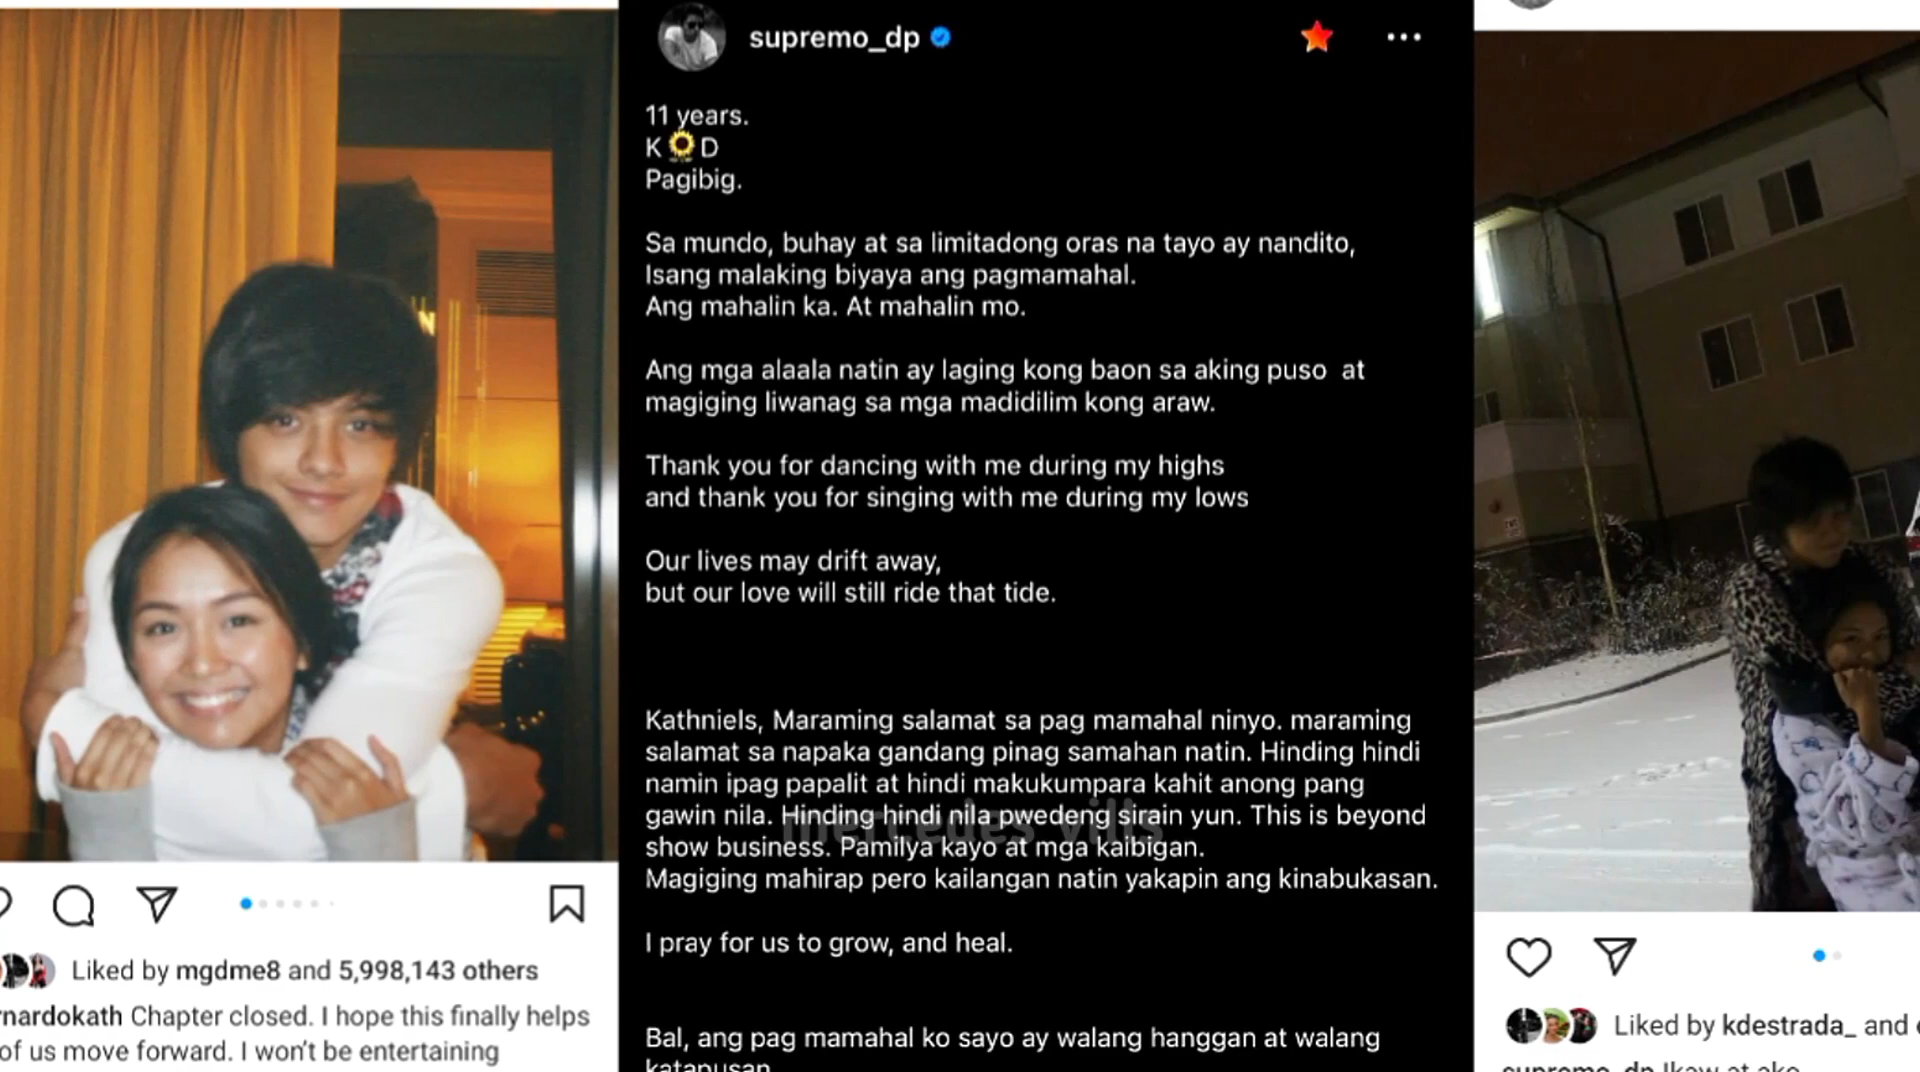 Liked by mgdme8 and 5,998,143 others
rnardokath Chapter closed. I hope this finally helps
of us move forward. I won't be entertaining
supremo_dp
11 years.
K🌻D
Pagibig.
Sa mundo, buhay at sa limitadong oras na tayo ay nandito,
Isang malaking biyaya ang pagmamahal.
Ang mahalin ka. At mahalin mo.
Ang mga alaala natin ay laging kong baon sa aking puso  at
magiging liwanag sa mga madidilim kong araw.
Thank you for dancing with me during my highs
and thank you for singing with me during my lows
Our lives may drift away,
but our love will still ride that tide.
Kathniels, Maraming salamat sa pag mamahal ninyo. maraming
salamat sa napaka gandang pinag samahan natin. Hinding hindi
namin ipag papalit at hindi makukumpara kahit anong pang
gawin nila. Hinding hindi nila pwedeng sirain yun. This is beyond
show business. Pamilya kayo at mga kaibigan.
Magiging mahirap pero kailangan natin yakapin ang kinabukasan.
I pray for us to grow, and heal.
Bal, ang pag mamahal ko sayo ay walang hanggan at walang
katapusan
mercedes vills
Liked by kdestrada_ and
supremo_dp Ikaw at ako